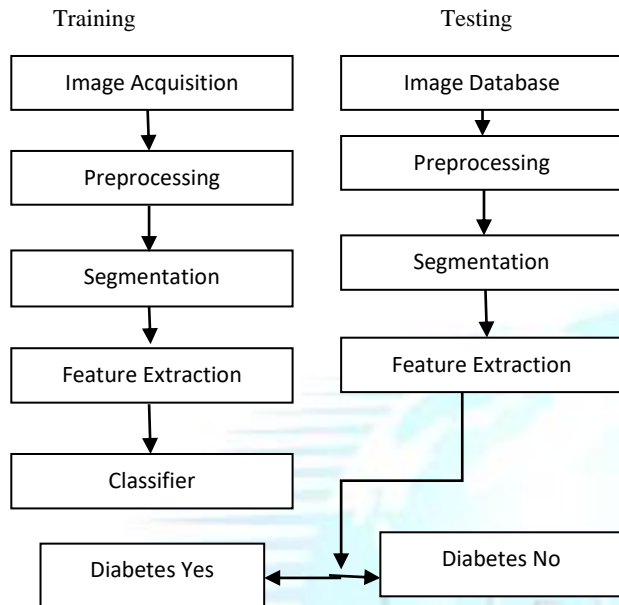 Training
Testing
Image Acquisition
Image Database
Preprocessing
Preprocessing
Segmentation
Segmentation
Feature Extraction
Feature Extraction
Classifier
Diabetes Yes
Diabetes No